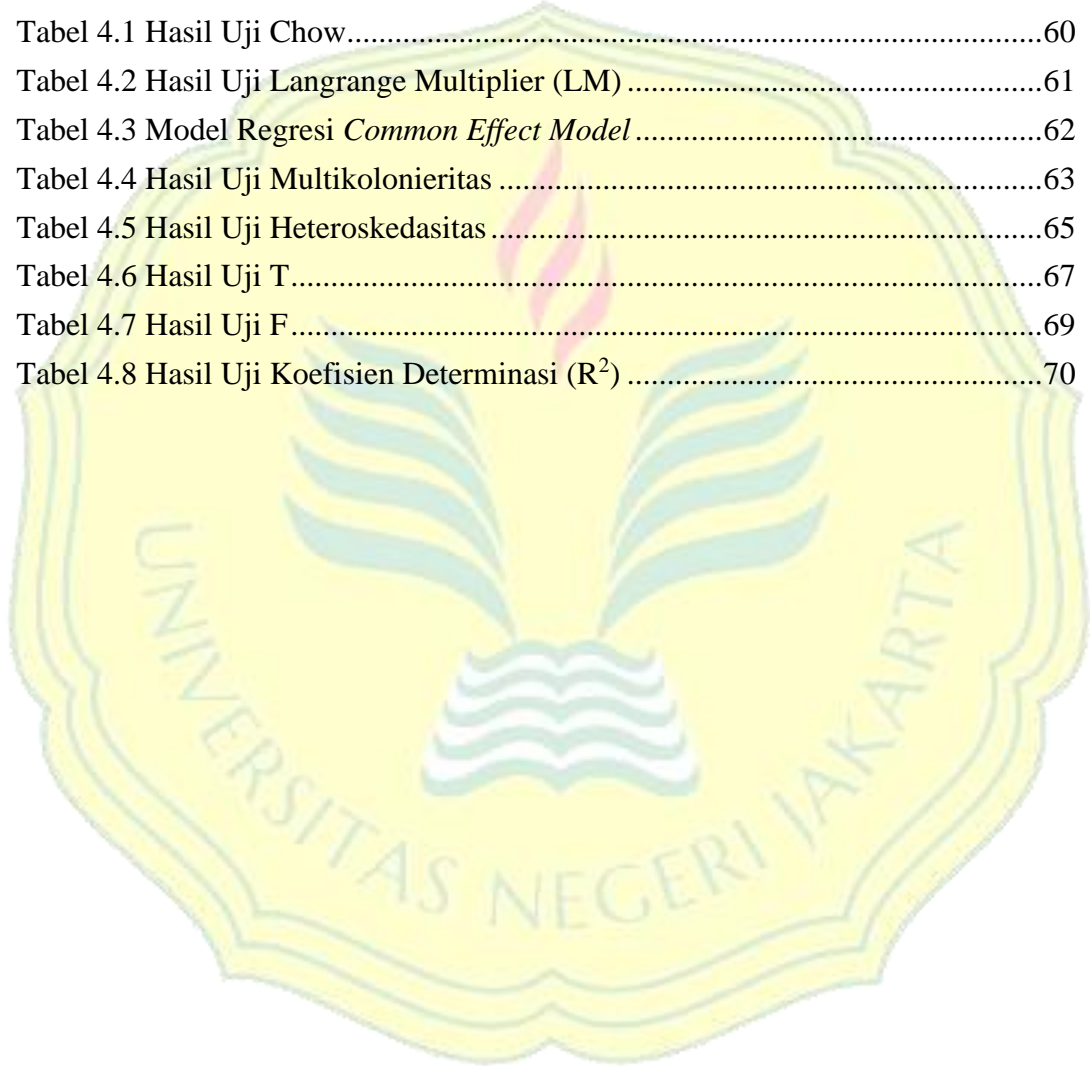 Tabel 4.1 Hasil Uji Chow....................................................................................................60
Tabel 4.2 Hasil Uji Langrange Multiplier (LM) ........................................................61
Tabel 4.3 Model Regresi Common Effect Model .......................................................62
Tabel 4.4 Hasil Uji Multikolonieritas ........................................................................63
Tabel 4.5 Hasil Uji Heteroskedasitas .........................................................................65
Tabel 4.6 Hasil Uji T..................................................................................................67
Tabel 4.7 Hasil Uji F..................................................................................................69
Tabel 4.8 Hasil Uji Koefisien Determinasi (R²) ........................................................70
UNIVERSITAS NEGERI JAKARTA